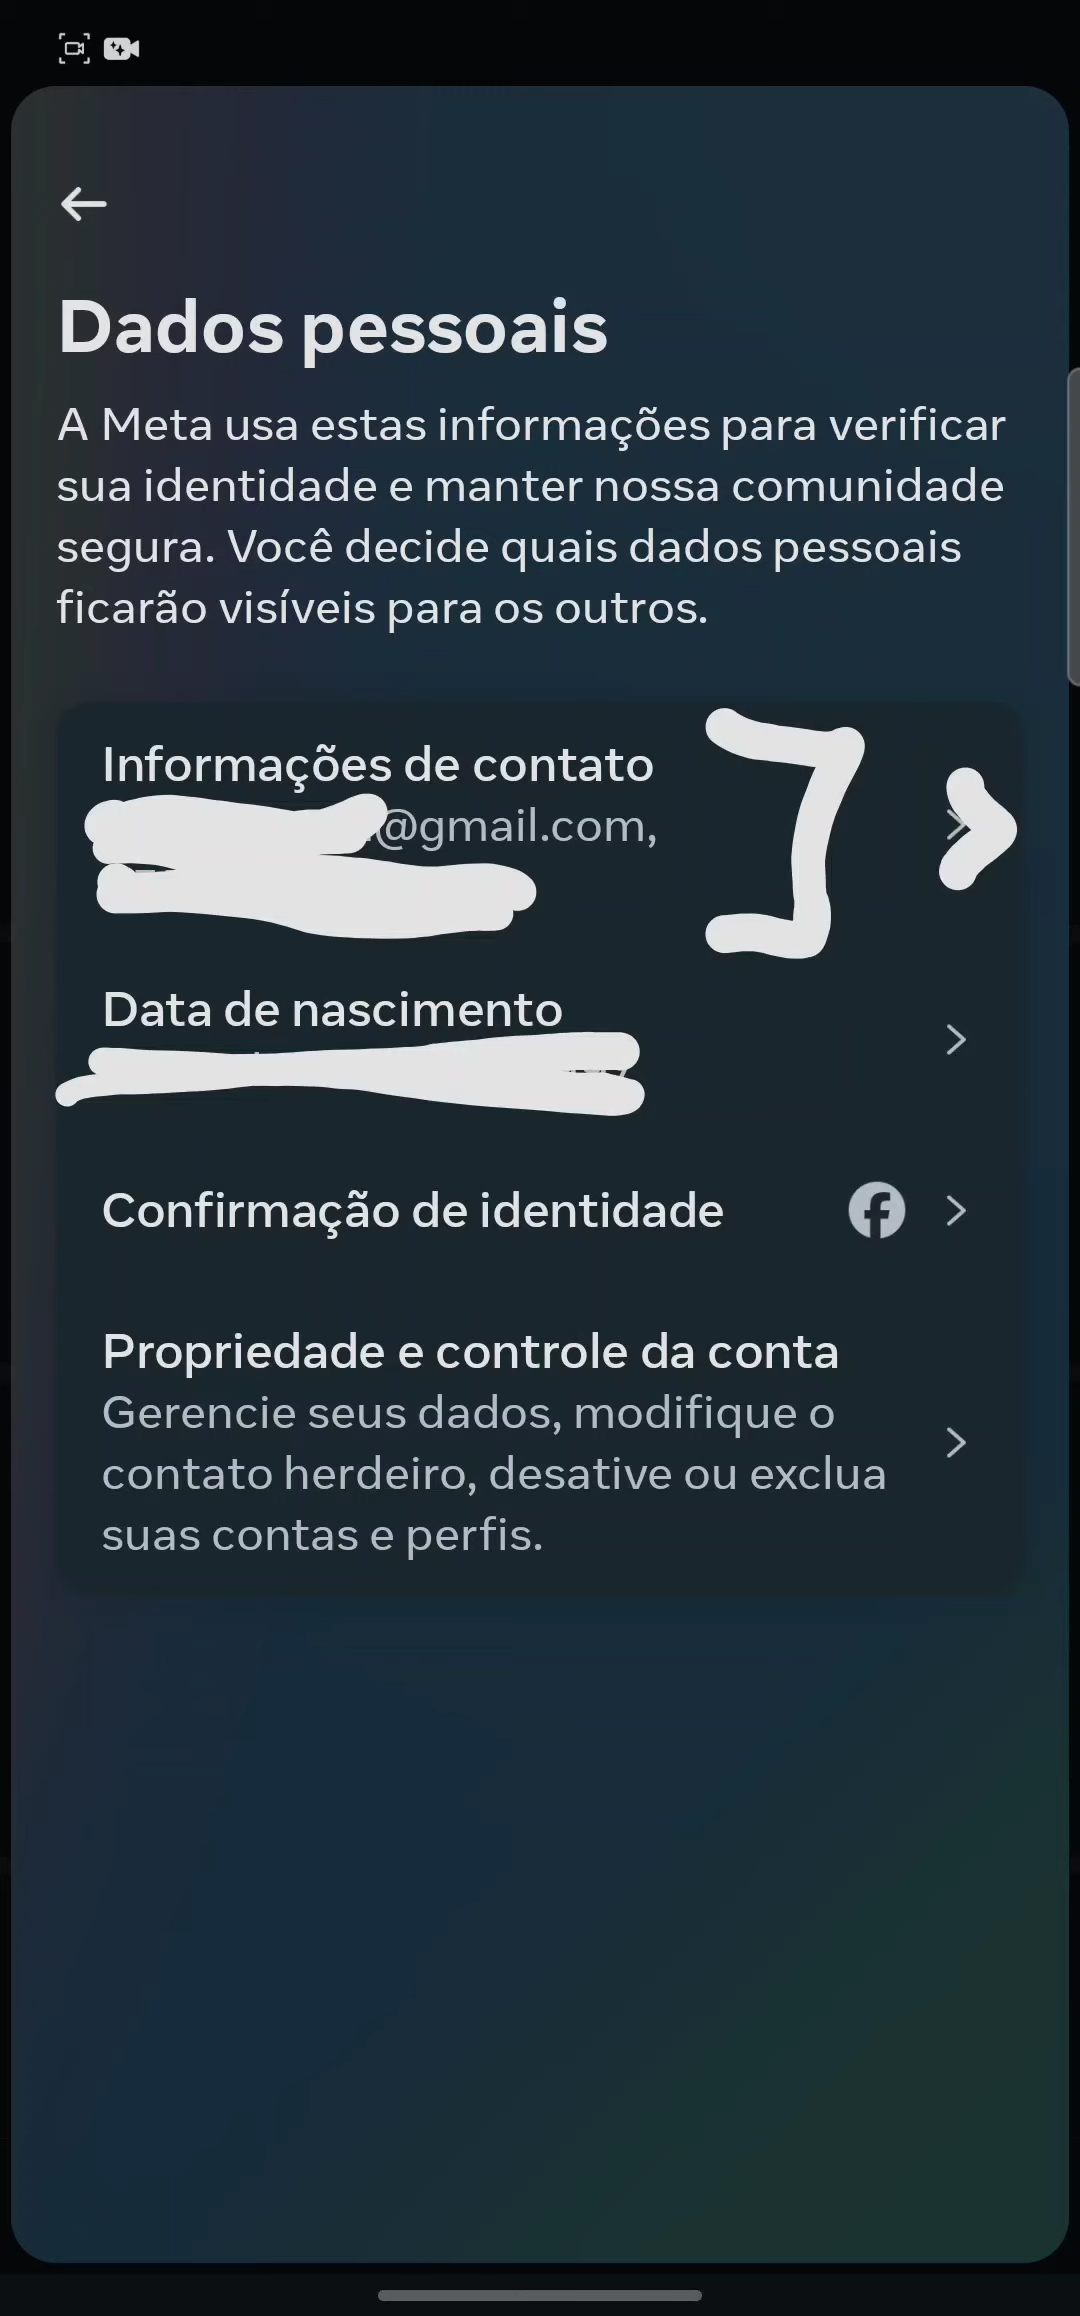 Dados pessoais
A Meta usa estas informações para verificar
sua identidade e manter nossa comunidade
segura. Você decide quais dados pessoais
ficarão visíveis para os outros.
Informações de contato
@gmail.com,
Data de nascimento
Confirmação de identidade
Propriedade e controle da conta
Gerencie seus dados, modifique o
contato herdeiro, desative ou exclua
suas contas e perfis.